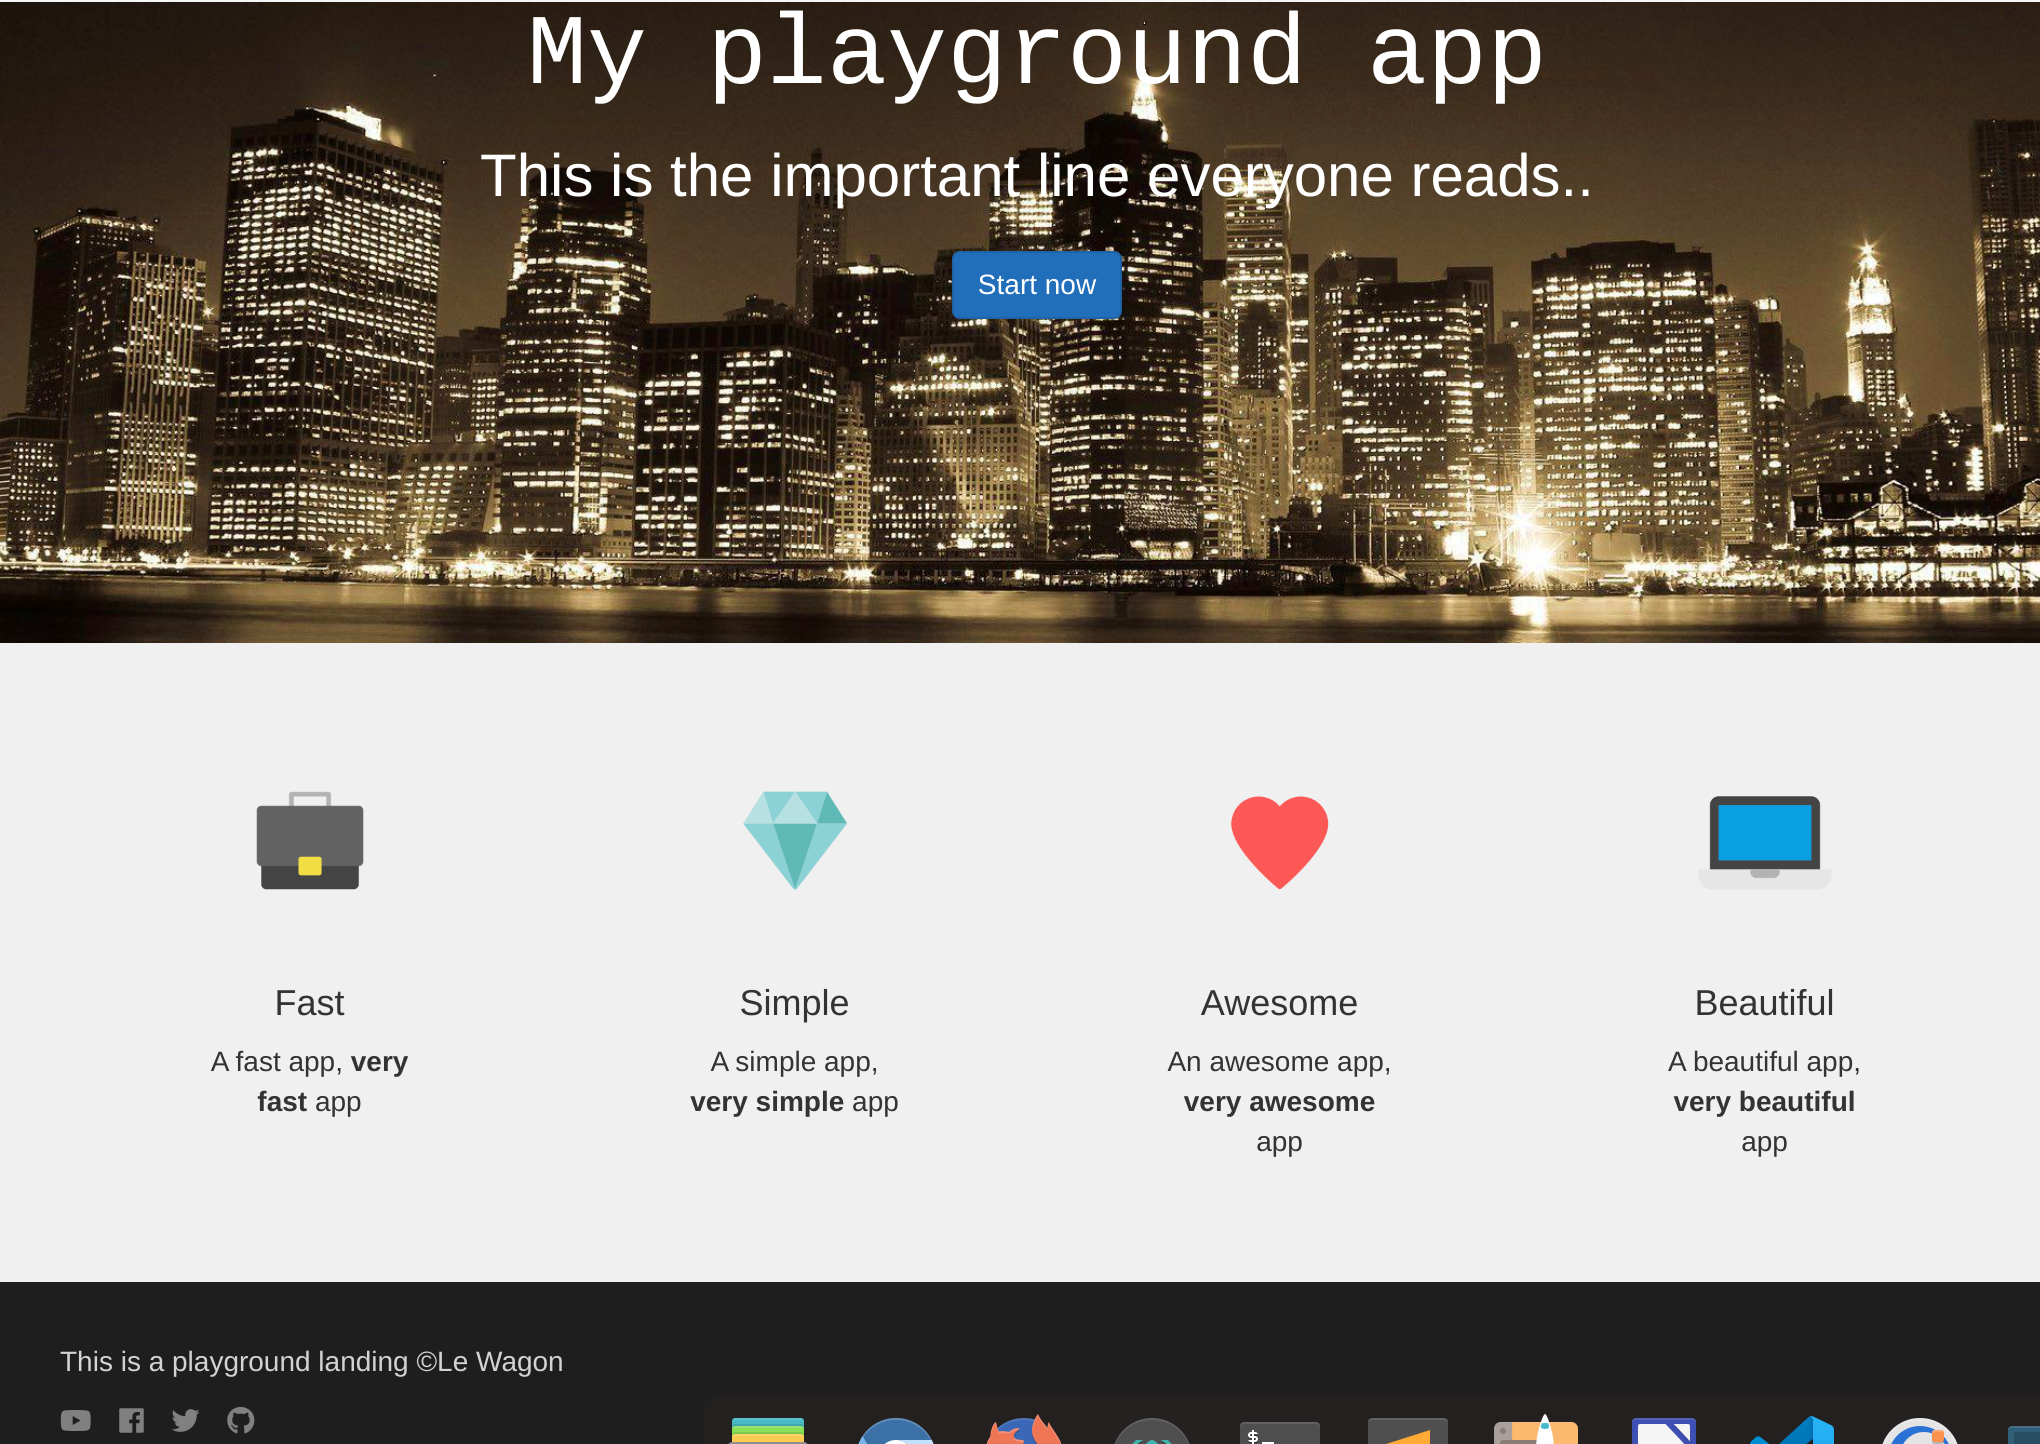 My playground app
This is the important line everyone reads..
Start now
Fast
A fast app, very
fast app
Simple
A simple app,
very simple app
Awesome
An awesome app,
very awesome
app
Beautiful
A beautiful app,
very beautiful
app
This is a playground landing ©Le Wagon
$